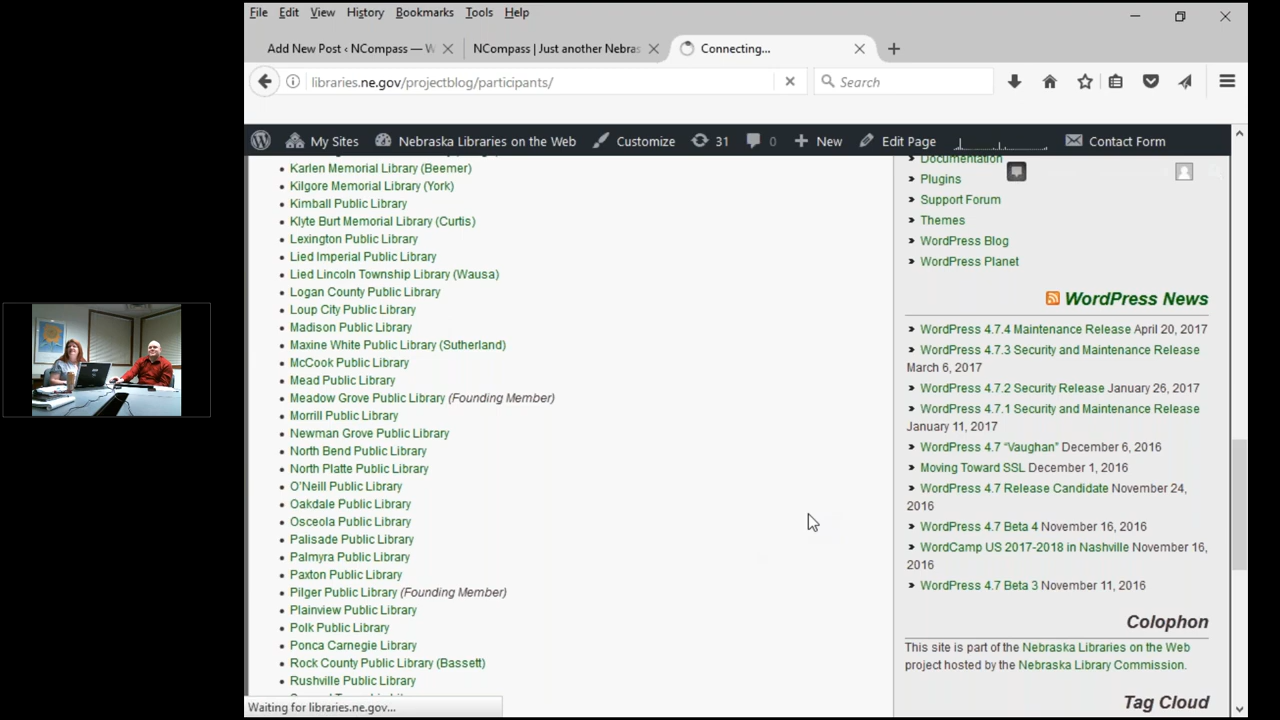 File Edit View History Bookmarks Tools Help
Add New Post ‹ NCompass — W
NCompass | Just another Nebras
Connecting...
libraries.ne.gov/projectblog/participants/
Search
My Sites
Nebraska Libraries on the Web
Customize
31
0
New
Edit Page
Contact Form
Karlen Memorial Library (Beemer)
Kilgore Memorial Library (York)
Kimball Public Library
Klyte Burt Memorial Library (Curtis)
Lexington Public Library
Lied Imperial Public Library
Lied Lincoln Township Library (Wausa)
Logan County Public Library
Loup City Public Library
Madison Public Library
Maxine White Public Library (Sutherland)
McCook Public Library
Mead Public Library
Meadow Grove Public Library (Founding Member)
Morrill Public Library
Newman Grove Public Library
North Bend Public Library
North Platte Public Library
O'Neill Public Library
Oakdale Public Library
Osceola Public Library
Palisade Public Library
Palmyra Public Library
Paxton Public Library
Pilger Public Library (Founding Member)
Plainview Public Library
Polk Public Library
Ponca Carnegie Library
Rock County Public Library (Bassett)
Rushville Public Library
Waiting for libraries.ne.gov...
Documentation
Plugins
Support Forum
Themes
WordPress Blog
WordPress Planet
WordPress News
WordPress 4.7.4 Maintenance Release April 20, 2017
WordPress 4.7.3 Security and Maintenance Release
March 6, 2017
WordPress 4.7.2 Security Release January 26, 2017
WordPress 4.7.1 Security and Maintenance Release
January 11, 2017
WordPress 4.7 “Vaughan” December 6, 2016
Moving Toward SSL December 1, 2016
WordPress 4.7 Release Candidate November 24,
2016
WordPress 4.7 Beta 4 November 16, 2016
WordCamp US 2017-2018 in Nashville November 16,
2016
WordPress 4.7 Beta 3 November 11, 2016
Colophon
This site is part of the Nebraska Libraries on the Web
project hosted by the Nebraska Library Commission.
Tag Cloud